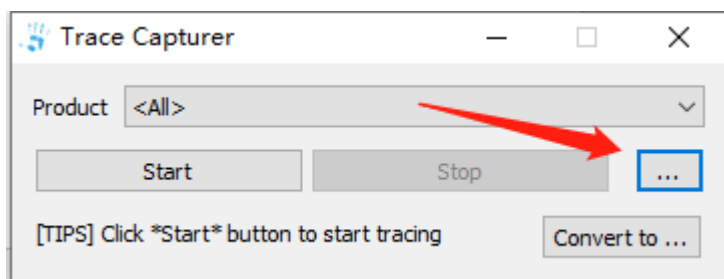 Trace Capturer
Product <All>
Start Stop ...
[TIPS] Click *Start* button to start tracing Convert to ...